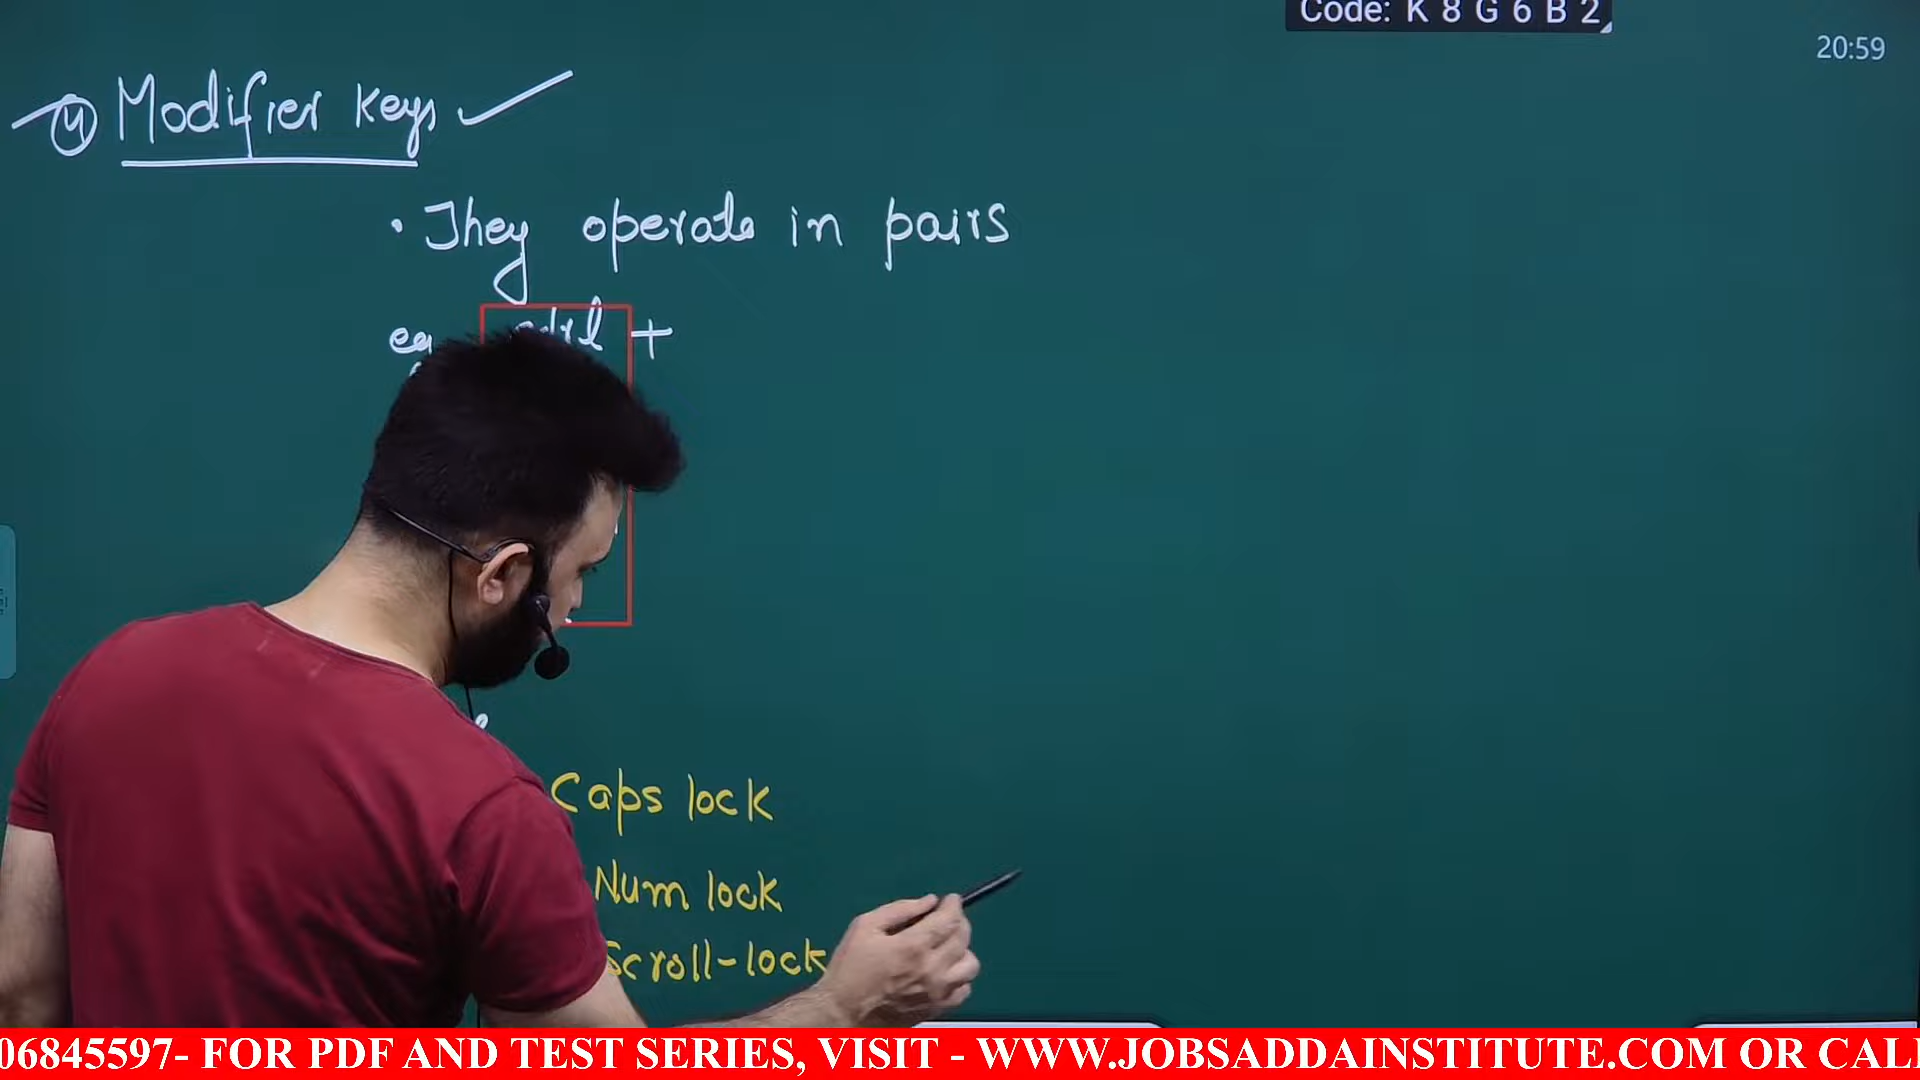 Code: K 8 G 6 B 2
20:59
④ Modifier Keys ✓
• They operate in pairs
eg ctrl +
Caps lock
Num lock
Scroll-lock
06845597- FOR PDF AND TEST SERIES, VISIT - WWW.JOBSADDAINSTITUTE.COM OR CALL